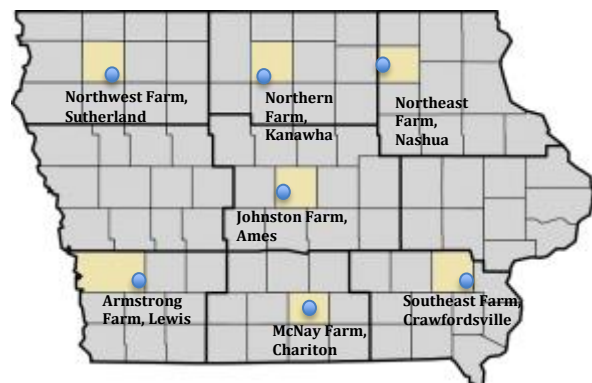 Northwest Farm,
Sutherland
Northern
Farm,
Kanawha
Northeast
Farm,
Nashua
Johnston Farm,
Ames
Armstrong
Farm, Lewis
McNay Farm,
Chariton
Southeast Farm,
Crawfordsville